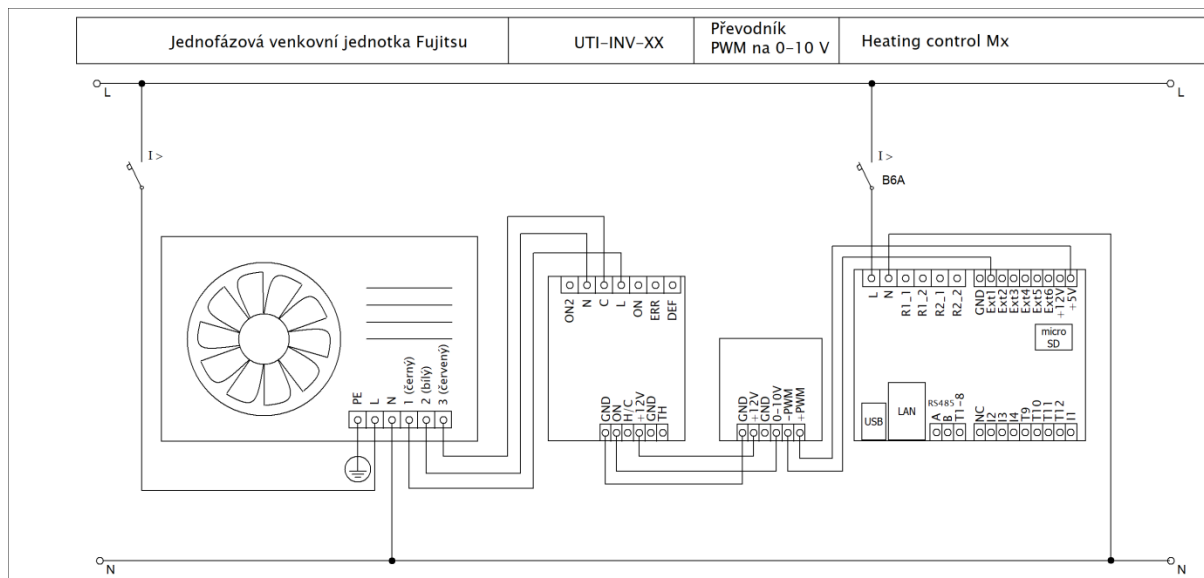 Jednofázová venkovní jednotka Fujitsu
UTI-INV-XX
Převodník
PWM na 0-10 V
Heating control Mx
L
L
I >
I >
B6A
ON2
N
C
L
ON
ERR
DEF
L
N
R1_1
R1_2
R2_1
R2_2
GND
Ext1
Ext2
Ext3
Ext4
Ext5
Ext6
+12V
+5V
micro
SD
PE
L
N
1 (černý)
2 (bílý)
3 (červený)
GND
ON
H/C
+12V
GND
TH
GND
+12V
GND
0-10V
-PWM
+PWM
USB
LAN
RS485
A
B
T1-8
NC
I2
I3
I4
T9
T10
T11
T12
I1
N
N